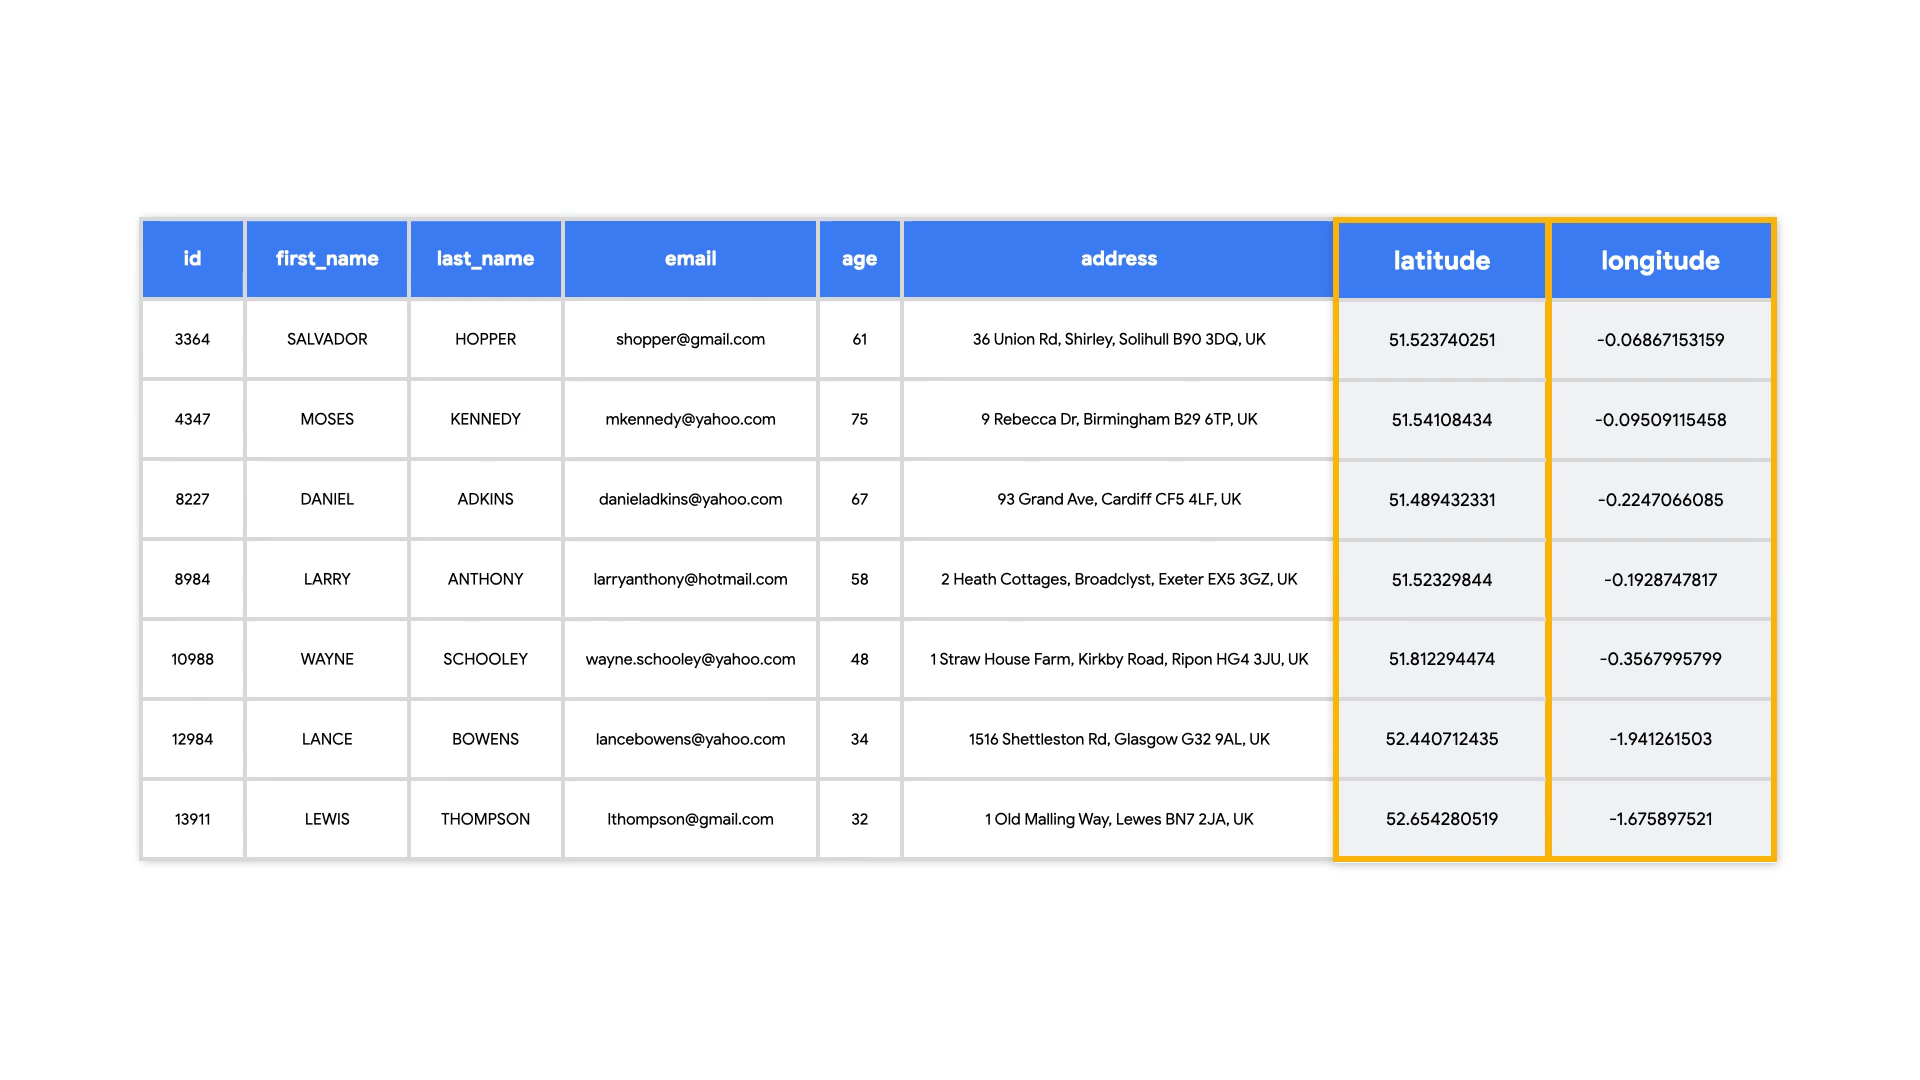 id first_name last_name email age address latitude longitude
3364 SALVADOR HOPPER shopper@gmail.com 61 36 Union Rd, Shirley, Solihull B90 3DQ, UK 51.523740251 -0.06867153159
4347 MOSES KENNEDY mkennedy@yahoo.com 75 9 Rebecca Dr, Birmingham B29 6TP, UK 51.54108434 -0.09509115458
8227 DANIEL ADKINS danieladkins@yahoo.com 67 93 Grand Ave, Cardiff CF5 4LF, UK 51.489432331 -0.2247066085
8984 LARRY ANTHONY larryanthony@hotmail.com 58 2 Heath Cottages, Broadclyst, Exeter EX5 3GZ, UK 51.52329844 -0.1928747817
10988 WAYNE SCHOOLEY wayne.schooley@yahoo.com 48 1 Straw House Farm, Kirkby Road, Ripon HG4 3JU, UK 51.812294474 -0.3567995799
12984 LANCE BOWENS lancebowens@yahoo.com 34 1516 Shettleston Rd, Glasgow G32 9AL, UK 52.440712435 -1.941261503
13911 LEWIS THOMPSON lthompson@gmail.com 32 1 Old Malling Way, Lewes BN7 2JA, UK 52.654280519 -1.675897521